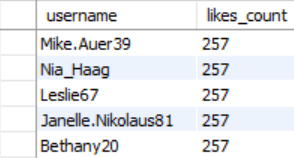 username likes_count
Mike.Auer39 257
Nia_Haag 257
Leslie67 257
Janelle.Nikolaus81 257
Bethany20 257